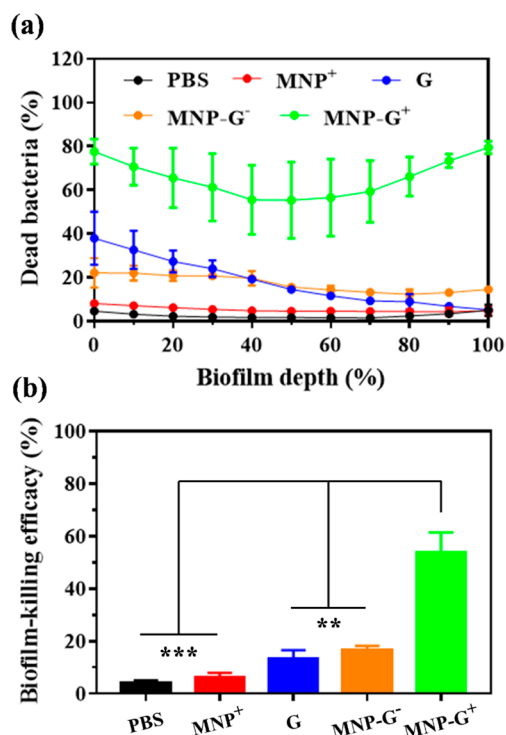 (a)
120
100
80
60
40
20
0
Dead bacteria (%)
PBS MNP⁺ G
MNP-G⁻ MNP-G⁺
0 20 40 60 80 100
Biofilm depth (%)
(b)
100
80
60
40
20
0
Biofilm-killing efficacy (%)
***
**
PBS MNP⁺ G MNP-G⁻ MNP-G⁺